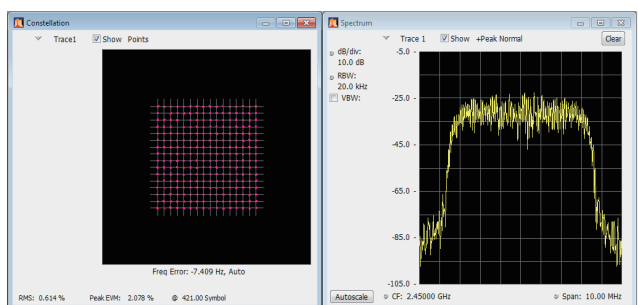 Constellation
Trace1 Show Points
Freq Error: -7.409 Hz, Auto
RMS: 0.614 % Peak EVM: 2.078 % @ 421.00 Symbol
Spectrum
dB/div:
10.0 dB
RBW:
20.0 kHz
VBW:
Trace 1 Show +Peak Normal Clear
-5.0
-25.0
-45.0
-65.0
-85.0
-105.0
Autoscale CF: 2.45000 GHz Span: 10.00 MHz